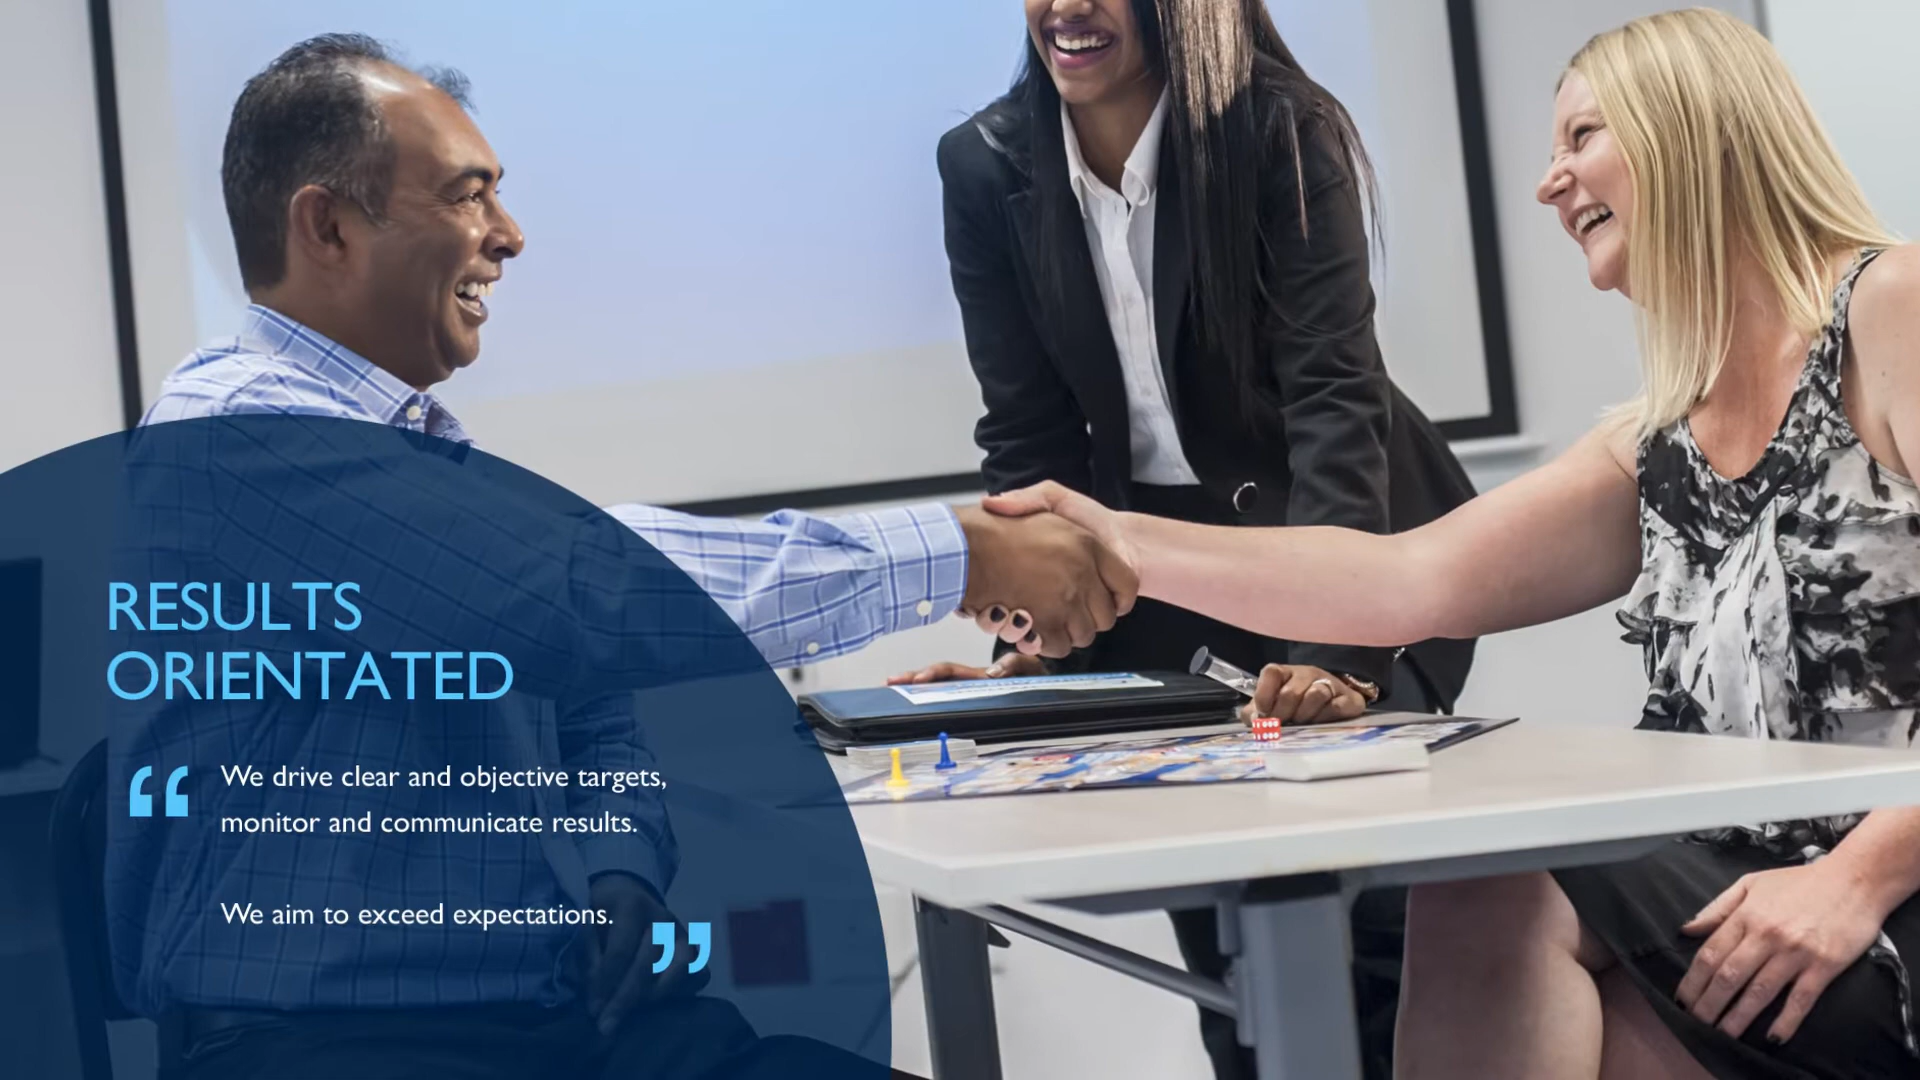 RESULTS
ORIENTATED
“ We drive clear and objective targets,
monitor and communicate results.
We aim to exceed expectations. ”